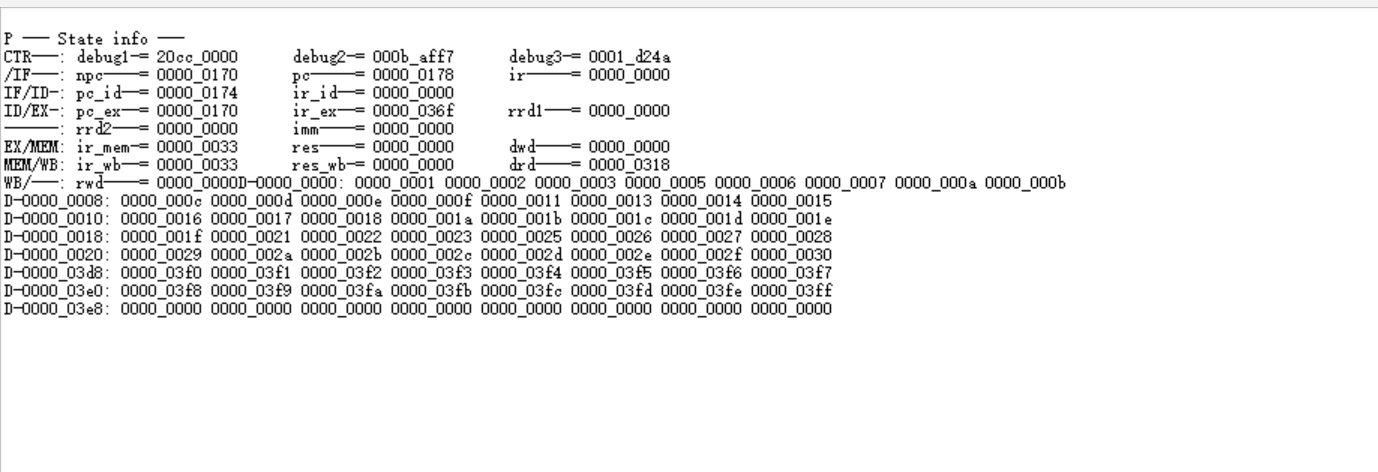 P —— State info ——
CTR——: debug1-= 20cc_0000 debug2-= 000b_aff7 debug3-= 0001_d24a
/IF——: npc———= 0000_0170 pc———= 0000_0178 ir———= 0000_0000
IF/ID-: pc_id——= 0000_0174 ir_id——= 0000_0000
ID/EX-: pc_ex——= 0000_0170 ir_ex——= 0000_036f rrd1———= 0000_0000
———: rrd2———= 0000_0000 imm———= 0000_0000
EX/MEM: ir_mem-= 0000_0033 res———= 0000_0000 dwd———= 0000_0000
MEM/WB: ir_wb——= 0000_0033 res_wb-= 0000_0000 drd———= 0000_0318
WB/——: rwd———= 0000_0000D-0000_0000: 0000_0001 0000_0002 0000_0003 0000_0005 0000_0006 0000_0007 0000_000a 0000_000b
D-0000_0008: 0000_000c 0000_000d 0000_000e 0000_000f 0000_0011 0000_0013 0000_0014 0000_0015
D-0000_0010: 0000_0016 0000_0017 0000_0018 0000_001a 0000_001b 0000_001c 0000_001d 0000_001e
D-0000_0018: 0000_001f 0000_0021 0000_0022 0000_0023 0000_0025 0000_0026 0000_0027 0000_0028
D-0000_0020: 0000_0029 0000_002a 0000_002b 0000_002c 0000_002d 0000_002e 0000_002f 0000_0030
D-0000_03d8: 0000_03f0 0000_03f1 0000_03f2 0000_03f3 0000_03f4 0000_03f5 0000_03f6 0000_03f7
D-0000_03e0: 0000_03f8 0000_03f9 0000_03fa 0000_03fb 0000_03fc 0000_03fd 0000_03fe 0000_03ff
D-0000_03e8: 0000_0000 0000_0000 0000_0000 0000_0000 0000_0000 0000_0000 0000_0000 0000_0000